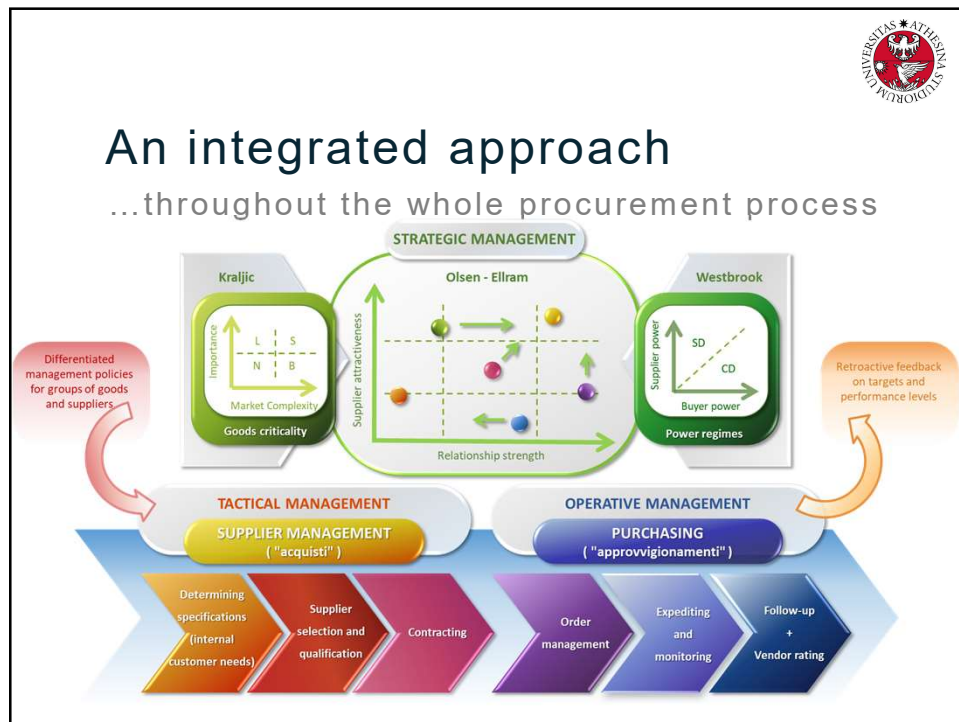 UNIVERSITAS ATHESINA STUDIORUM
An integrated approach
...throughout the whole procurement process
STRATEGIC MANAGEMENT
Kraljic
Importance
L S
N B
Market Complexity
Goods criticality
Olsen - Ellram
Supplier attractiveness
Relationship strength
Westbrook
Supplier power
SD
CD
Buyer power
Power regimes
Differentiated
management policies
for groups of goods
and suppliers
Retroactive feedback
on targets and
performance levels
TACTICAL MANAGEMENT
SUPPLIER MANAGEMENT
( "acquisti" )
OPERATIVE MANAGEMENT
PURCHASING
( "approvvigionamenti" )
Determining
specifications
(internal
customer needs)
Supplier
selection and
qualification
Contracting
Order
management
Expediting
and
monitoring
Follow-up
+
Vendor rating